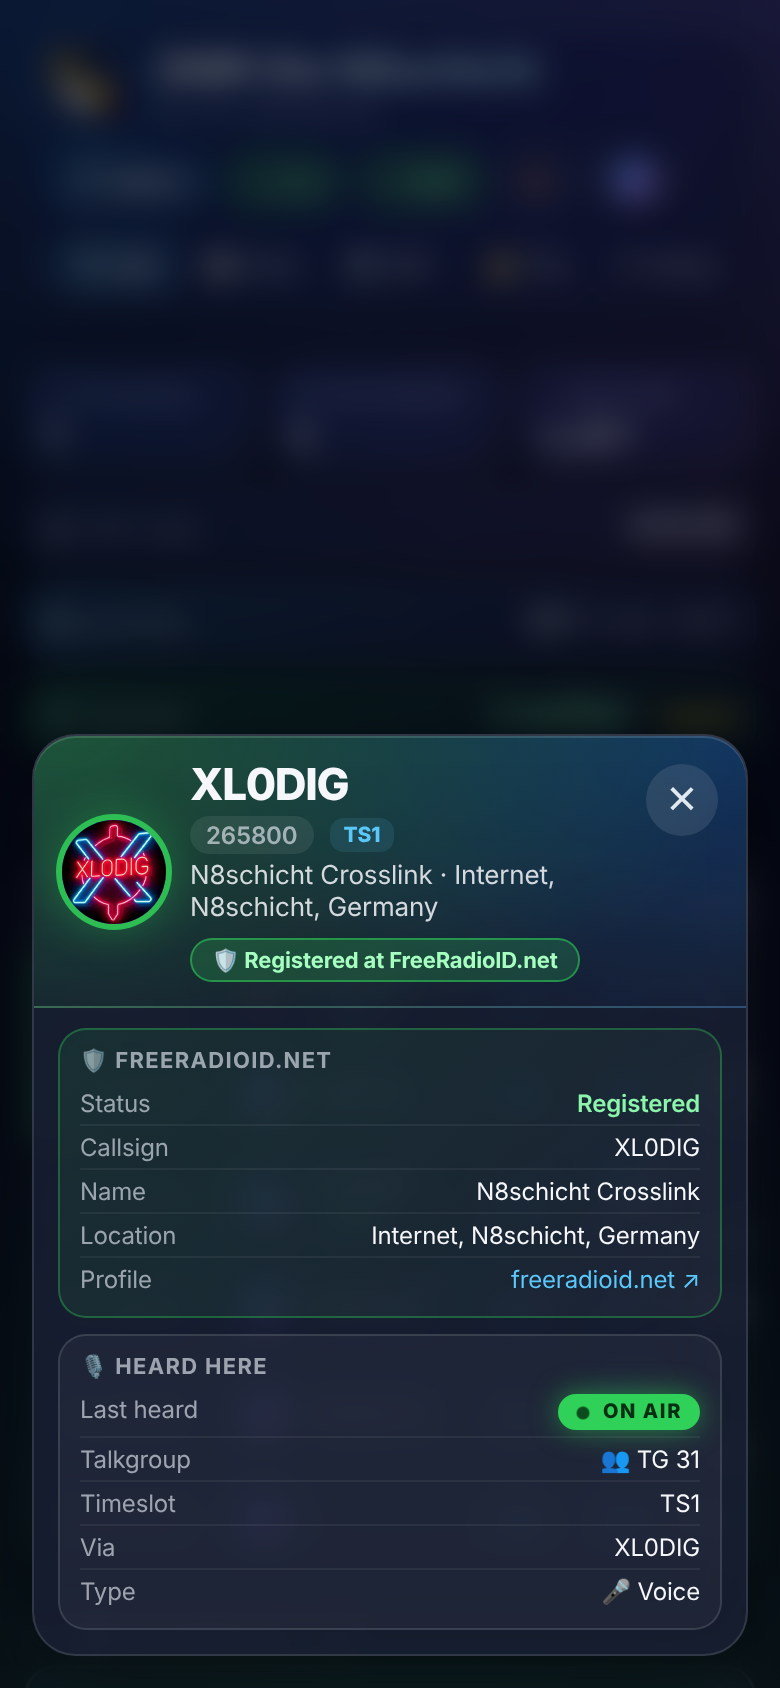 XL0DIG
265800 TS1
XLODIG
N8schicht Crosslink · Internet,
N8schicht, Germany
Registered at FreeRadioID.net
FREERADIOID.NET
Status Registered
Callsign XL0DIG
Name N8schicht Crosslink
Location Internet, N8schicht, Germany
Profile freeradioid.net ↗
HEARD HERE
Last heard ON AIR
Talkgroup TG 31
Timeslot TS1
Via XL0DIG
Type Voice